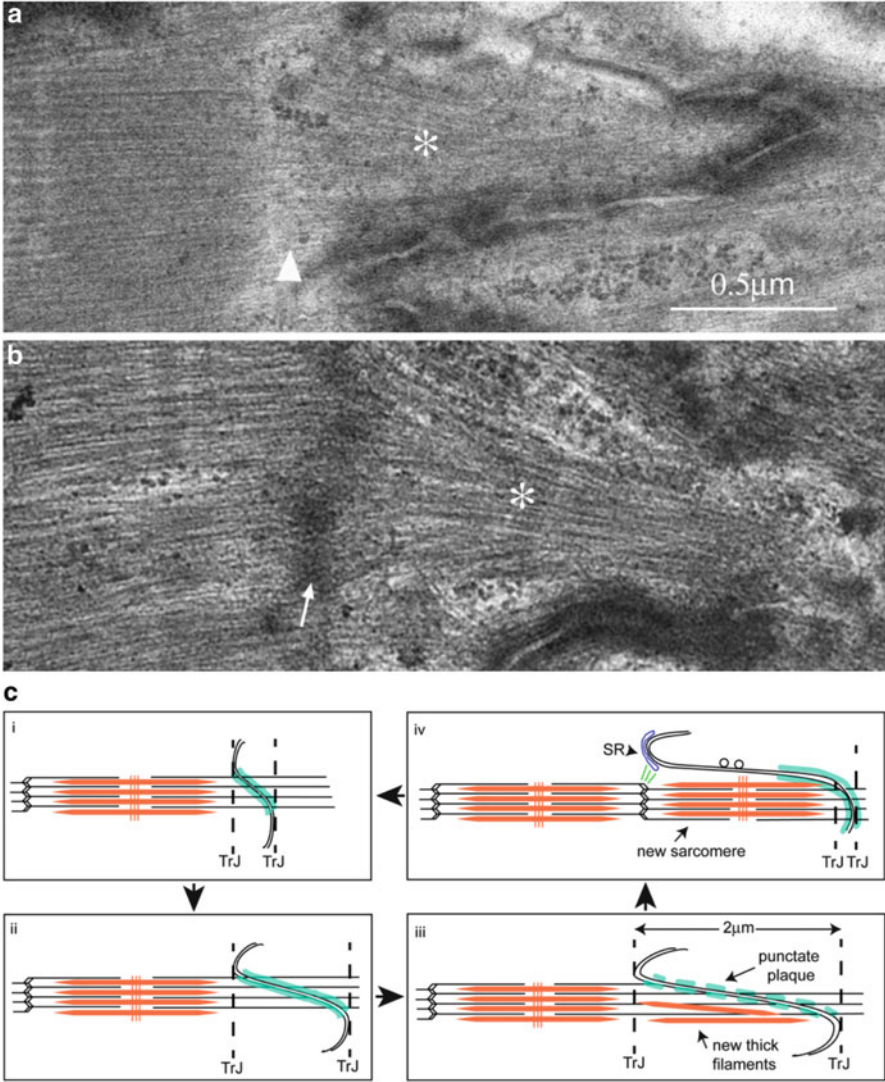 a
0.5μm
b
c
i
TrJ
TrJ
iv
SR
new sarcomere
TrJ TrJ
ii
TrJ
TrJ
iii
2μm
punctate
plaque
new thick
filaments
TrJ
TrJ